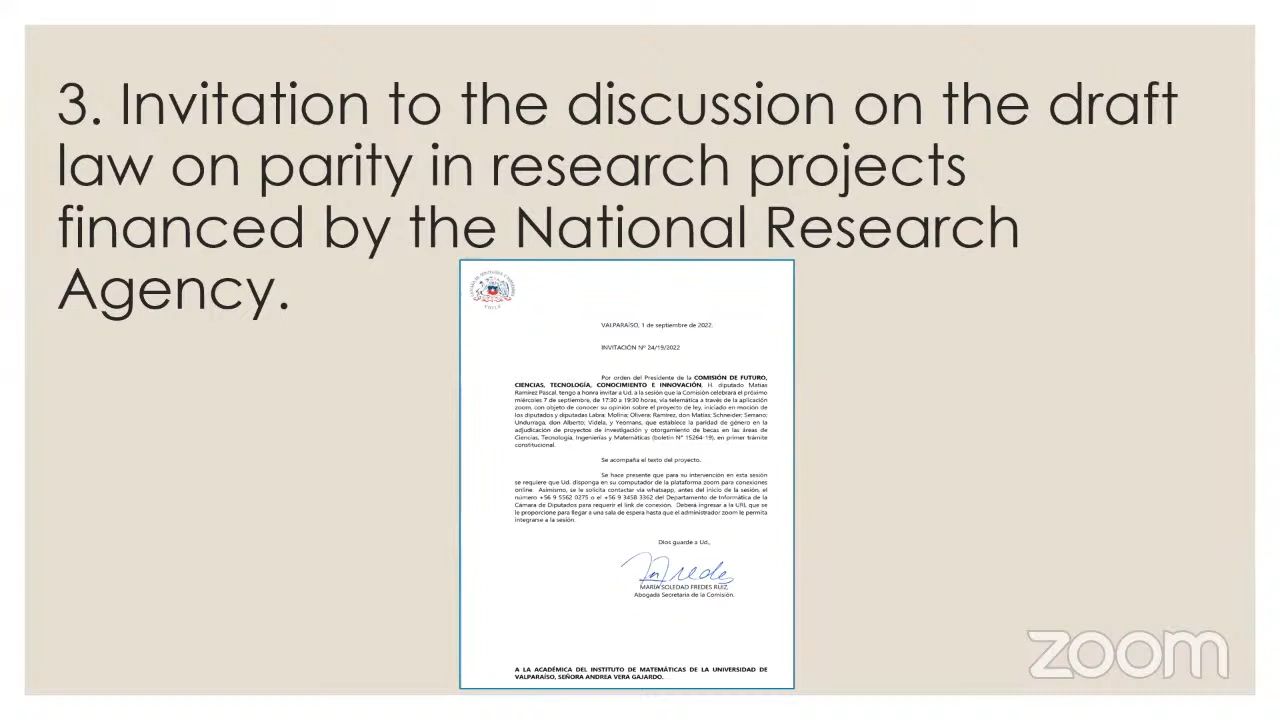 3. Invitation to the discussion on the draft
law on parity in research projects
financed by the National Research
Agency.
CHILE
VALPARAÍSO, 1 de septiembre de 2022.
INVITACIÓN Nº 24/19/2022
Por orden del Presidente de la COMISIÓN DE FUTURO,
CIENCIAS, TECNOLOGÍA, CONOCIMIENTO E INNOVACIÓN, H. diputado Matías
Ramírez Pascal, tengo a honra invitar a Ud. a la sesión que la Comisión celebrara el próximo
miércoles 7 de septiembre, de 17:30 a 19:30 horas, vía telemática a través de la aplicación
zoom, con objeto de conocer su opinión sobre el proyecto de ley, iniciado en moción de
los diputados y diputadas Labra; Molina; Olivera; Ramírez, don Matías; Schneider; Serrano;
Undurraga, don Alberto; Videla, y Yeomans, que establece la paridad de género en la
adjudicación de proyectos de investigación y otorgamiento de becas en las áreas de
Ciencias, Tecnología, Ingenierías y Matemáticas (boletín Nº 15264-19), en primer trámite
constitucional.
Se acompaña el texto del proyecto.
Se hace presente que para su intervención en esta sesión
se requiere que Ud. disponga en su computador de la plataforma zoom para conexiones
online. Asimismo, se le solicita contactar vía whatsapp, antes del inicio de la sesión, el
número +56 9 5562 0275 o el +56 9 3458 3362 del Departamento de Informática de la
Cámara de Diputados para requerir el link de conexión. Deberá ingresar a la URL que se
le proporcione para llegar a una sala de espera hasta que el administrador zoom le permita
integrarse a la sesión.
Dios guarde a Ud.,
MARÍA SOLEDAD FREDES RUIZ,
Abogada Secretaria de la Comisión.
A LA ACADÉMICA DEL INSTITUTO DE MATEMÁTICAS DE LA UNIVERSIDAD DE
VALPARAÍSO, SEÑORA ANDREA VERA GAJARDO.
zoom